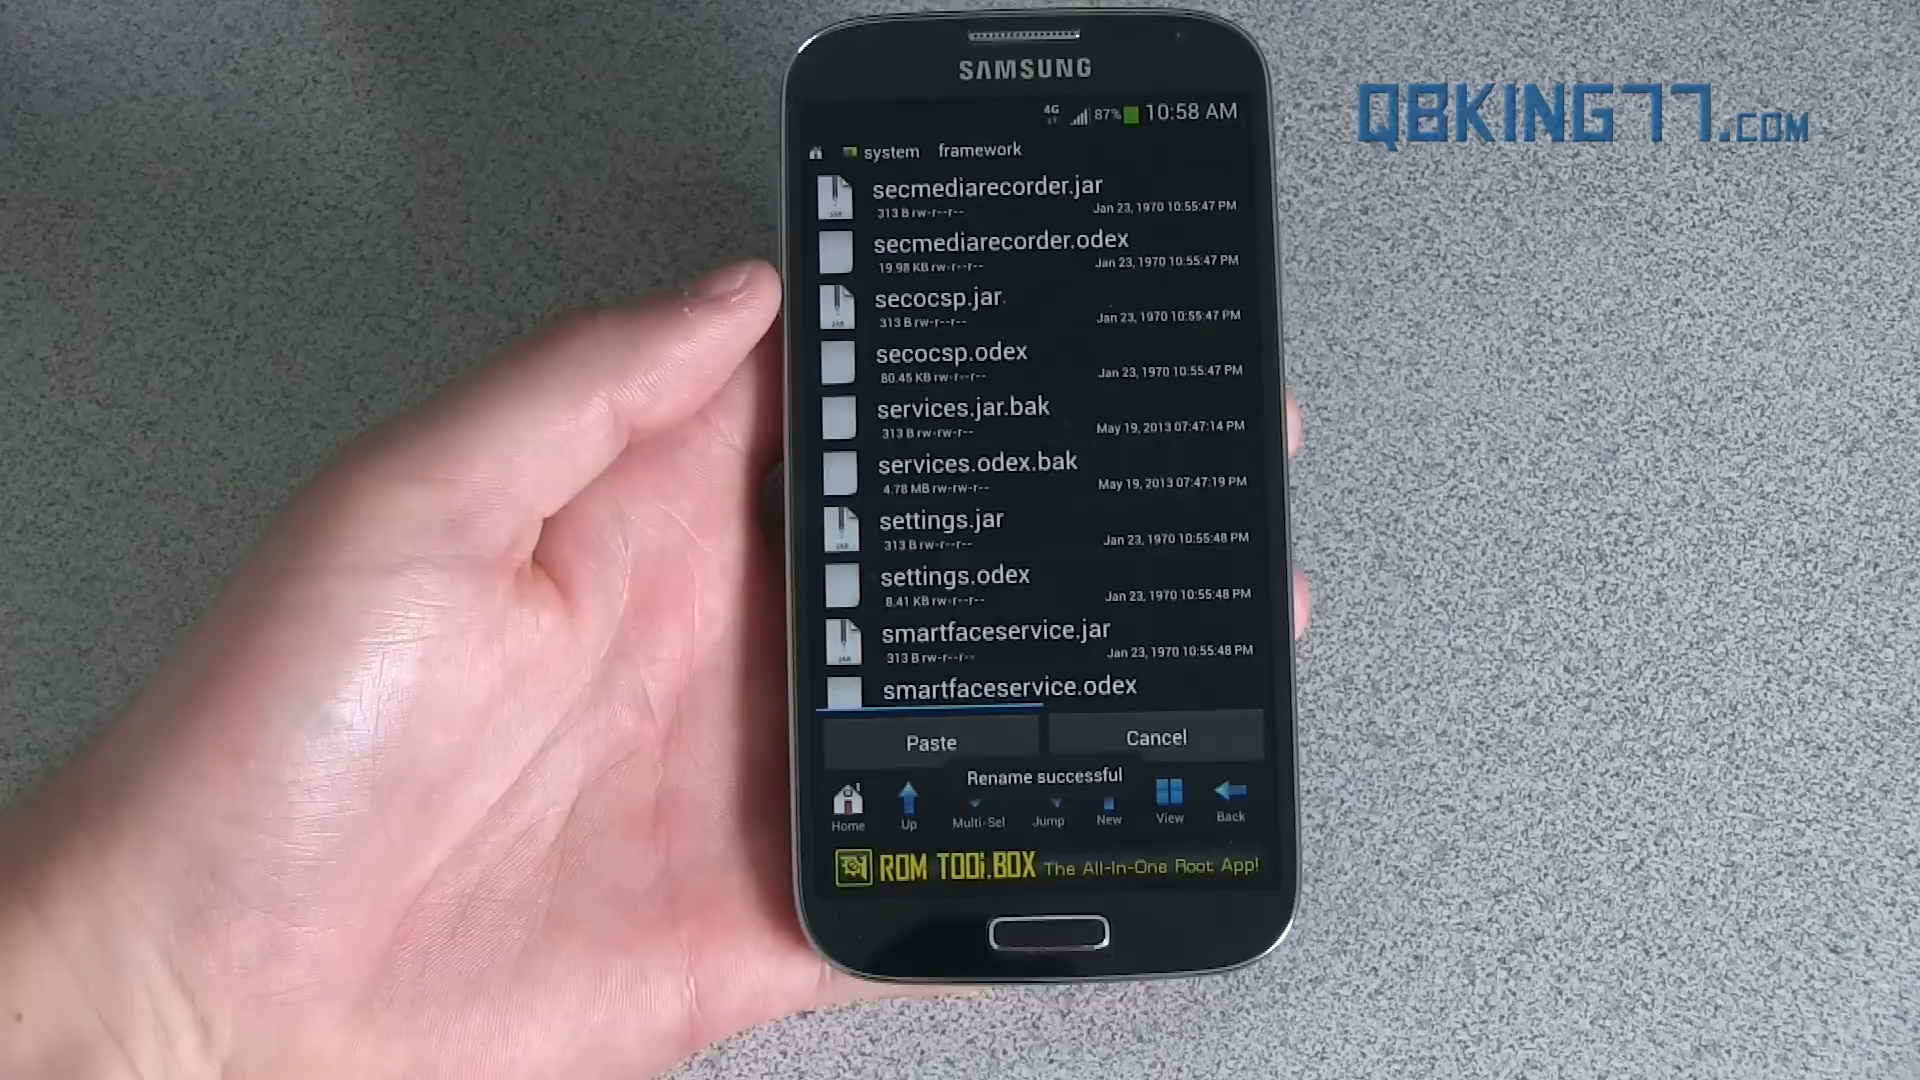 SAMSUNG
QBKING77.COM
4G 87% 10:58 AM
system framework
secmediarecorder.jar
313 B rw-r--r-- Jan 23, 1970 10:55:47 PM
secmediarecorder.odex
19.98 KB rw-r--r-- Jan 23, 1970 10:55:47 PM
secocsp.jar
313 B rw-r--r-- Jan 23, 1970 10:55:47 PM
secocsp.odex
80.45 KB rw-r--r-- Jan 23, 1970 10:55:47 PM
services.jar.bak
313 B rw-rw-r-- May 19, 2013 07:47:14 PM
services.odex.bak
4.78 MB rw-rw-r-- May 19, 2013 07:47:19 PM
settings.jar
313 B rw-r--r-- Jan 23, 1970 10:55:48 PM
settings.odex
8.41 KB rw-r--r-- Jan 23, 1970 10:55:48 PM
smartfaceservice.jar
313 B rw-r--r-- Jan 23, 1970 10:55:48 PM
smartfaceservice.odex
Paste Cancel
Rename successful
Home Up Multi-Sel Jump New View Back
ROM TOOLBOX The All-In-One Root App!